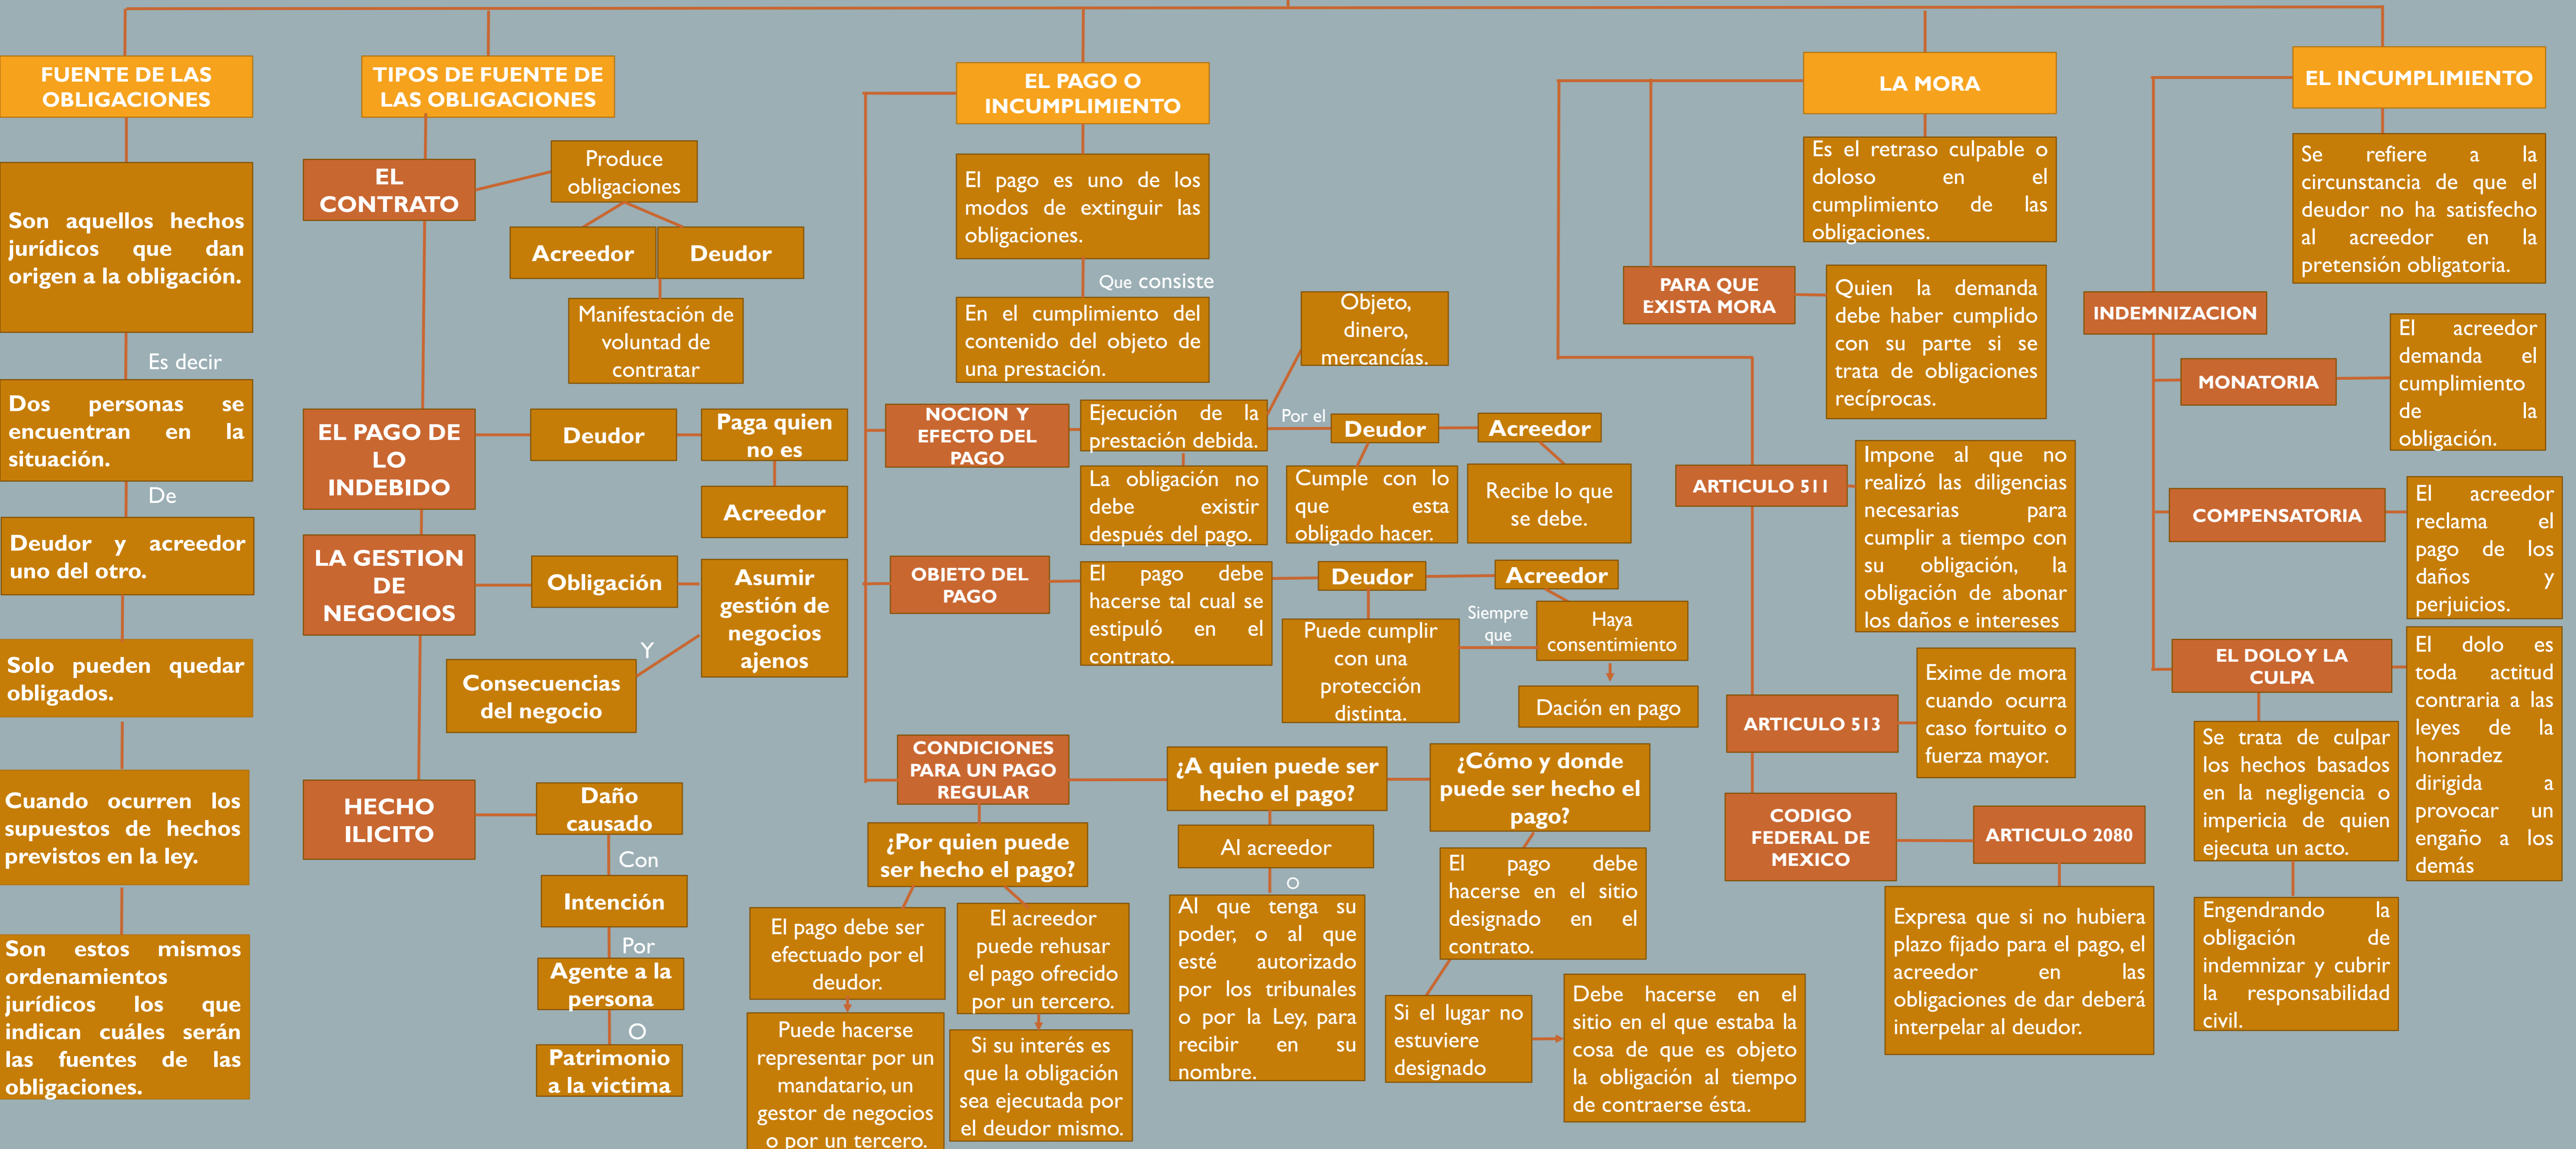 FUENTE DE LAS
OBLIGACIONES
Son aquellos hechos
jurídicos que dan
origen a la obligación.
Es decir
Dos personas se
encuentran en la
situación.
De
Deudor y acreedor
uno del otro.
Solo pueden quedar
obligados.
Cuando ocurren los
supuestos de hechos
previstos en la ley.
Son estos mismos
ordenamientos
jurídicos los que
indican cuáles serán
las fuentes de las
obligaciones.
TIPOS DE FUENTE DE
LAS OBLIGACIONES
EL
CONTRATO
Produce
obligaciones
Acreedor
Deudor
Manifestación de
voluntad de
contratar
EL PAGO DE
LO
INDEBIDO
Deudor
Paga quien
no es
Acreedor
LA GESTION
DE
NEGOCIOS
Obligación
Asumir
gestión de
negocios
ajenos
Y
Consecuencias
del negocio
HECHO
ILICITO
Daño
causado
Con
Intención
Por
Agente a la
persona
O
Patrimonio
a la victima
EL PAGO O
INCUMPLIMIENTO
El pago es uno de los
modos de extinguir las
obligaciones.
Que consiste
En el cumplimiento del
contenido del objeto de
una prestación.
NOCION Y
EFECTO DEL
PAGO
Ejecución de la
prestación debida.
Objeto,
dinero,
mercancías.
La obligación no
debe existir
después del pago.
Por el
Deudor
Acreedor
Cumple con lo
que esta
obligado hacer.
Recibe lo que
se debe.
OBJETO DEL
PAGO
El pago debe
hacerse tal cual se
estipuló en el
contrato.
Deudor
Acreedor
Puede cumplir
con una
protección
distinta.
Siempre
que
Haya
consentimiento
Dación en pago
CONDICIONES
PARA UN PAGO
REGULAR
¿Por quien puede
ser hecho el pago?
El pago debe ser
efectuado por el
deudor.
Puede hacerse
representar por un
mandatario, un
gestor de negocios
o por un tercero.
El acreedor
puede rehusar
el pago ofrecido
por un tercero.
Si su interés es
que la obligación
sea ejecutada por
el deudor mismo.
¿A quien puede ser
hecho el pago?
Al acreedor
O
Al que tenga su
poder, o al que
esté autorizado
por los tribunales
o por la Ley, para
recibir en su
nombre.
¿Cómo y donde
puede ser hecho el
pago?
El pago debe
hacerse en el sitio
designado en el
contrato.
Si el lugar no
estuviere
designado
Debe hacerse en el
sitio en el que estaba la
cosa de que es objeto
la obligación al tiempo
de contraerse ésta.
LA MORA
Es el retraso culpable o
doloso en el
cumplimiento de las
obligaciones.
PARA QUE
EXISTA MORA
Quien la demanda
debe haber cumplido
con su parte si se
trata de obligaciones
recíprocas.
ARTICULO 511
Impone al que no
realizó las diligencias
necesarias para
cumplir a tiempo con
su obligación, la
obligación de abonar
los daños e intereses
ARTICULO 513
Exime de mora
cuando ocurra
caso fortuito o
fuerza mayor.
CODIGO
FEDERAL DE
MEXICO
ARTICULO 2080
Expresa que si no hubiera
plazo fijado para el pago, el
acreedor en las
obligaciones de dar deberá
interpelar al deudor.
EL INCUMPLIMIENTO
Se refiere a la
circunstancia de que el
deudor no ha satisfecho
al acreedor en la
pretensión obligatoria.
INDEMNIZACION
MONATORIA
El acreedor
demanda el
cumplimiento
de la
obligación.
COMPENSATORIA
El acreedor
reclama el
pago de los
daños y
perjuicios.
EL DOLO Y LA
CULPA
El dolo es
toda actitud
contraria a las
leyes de la
honradez
dirigida a
provocar un
engaño a los
demás
Se trata de culpar
los hechos basados
en la negligencia o
impericia de quien
ejecuta un acto.
Engendrando la
obligación de
indemnizar y cubrir
la responsabilidad
civil.